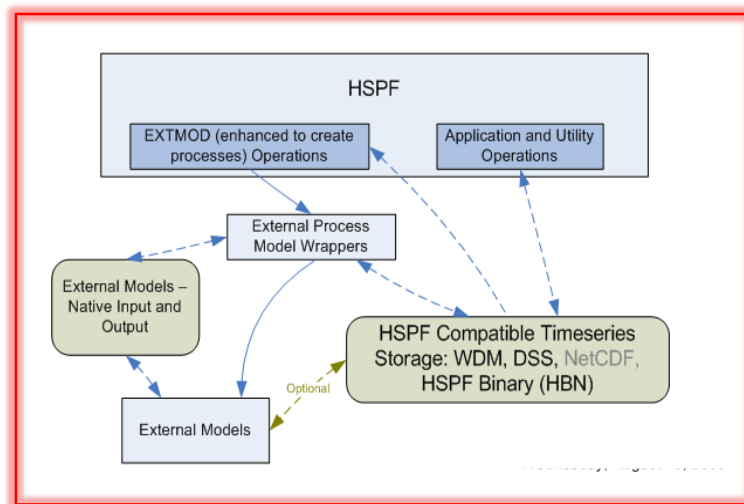 HSPF
EXTMOD (enhanced to create
processes) Operations
Application and Utility
Operations
External Process
Model Wrappers
External Models –
Native Input and
Output
HSPF Compatible Timeseries
Storage: WDM, DSS, NetCDF,
HSPF Binary (HBN)
Optional
External Models